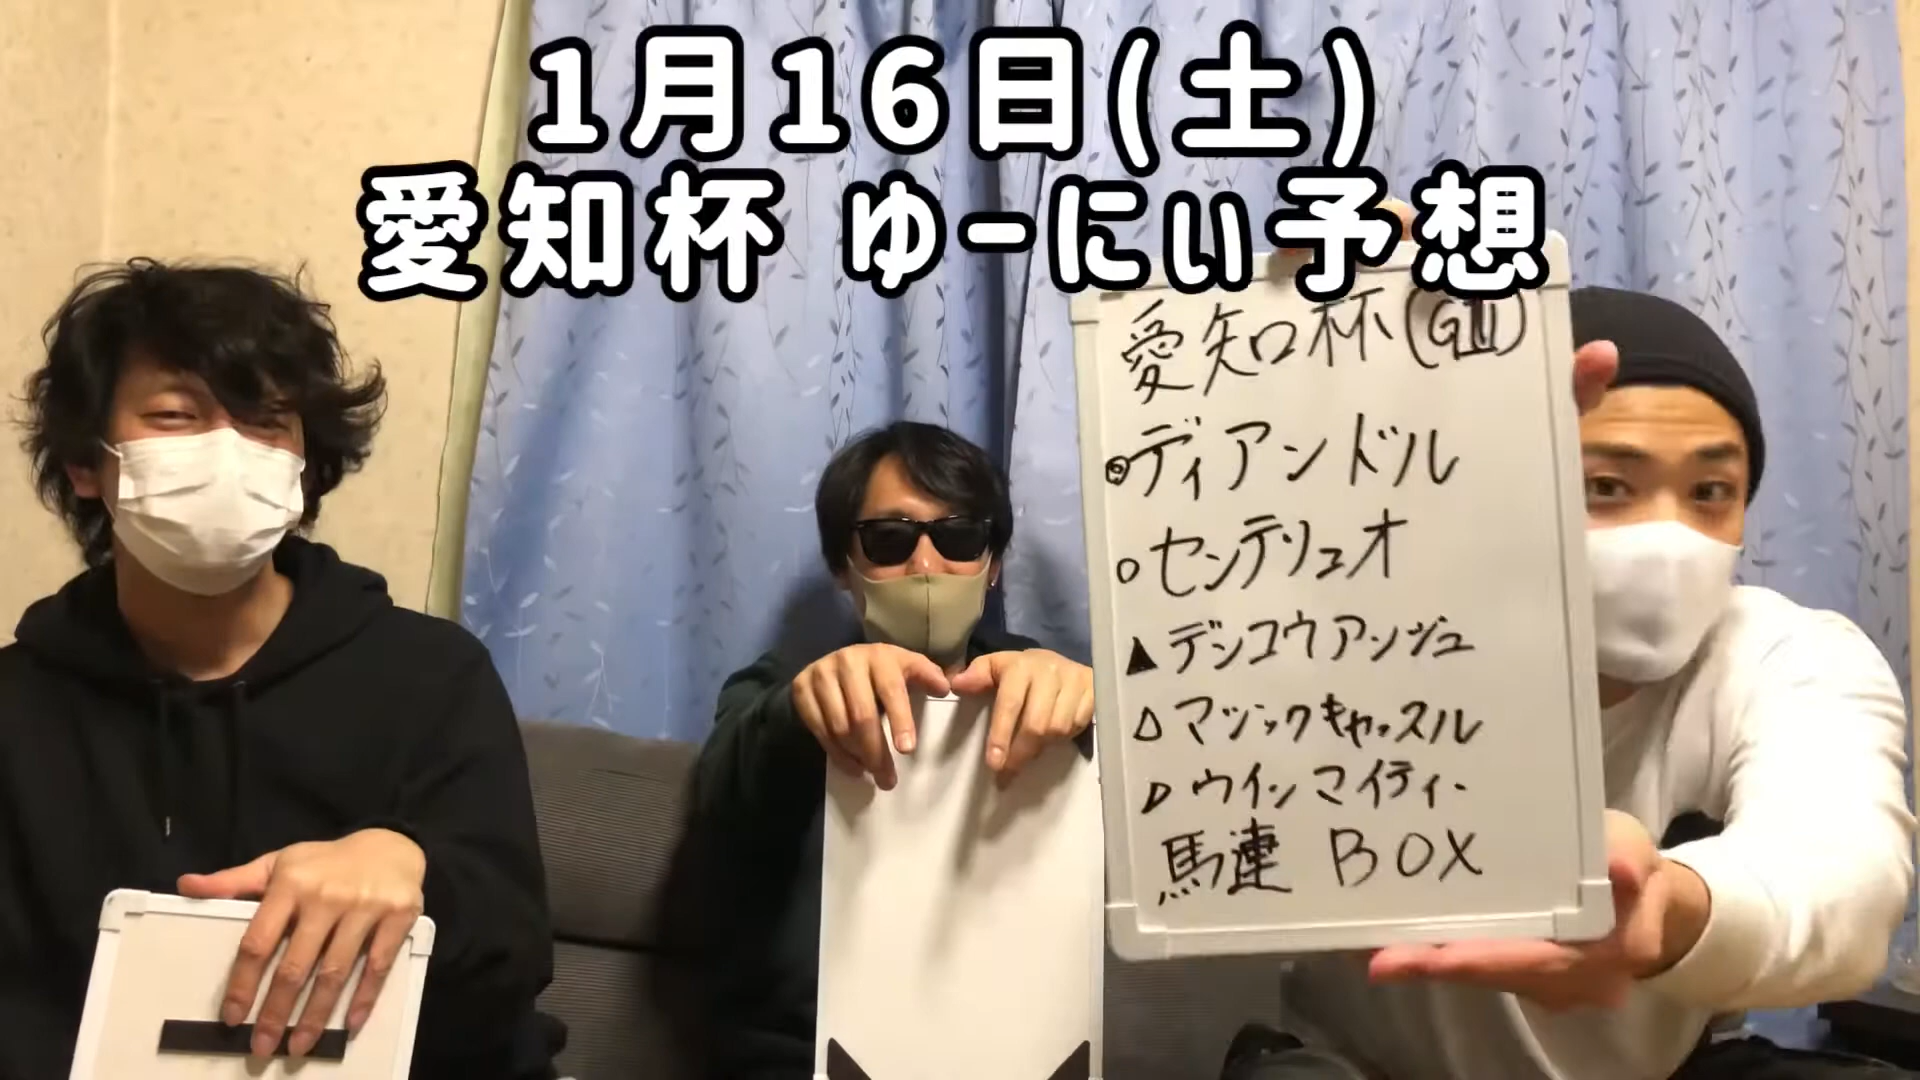 1月16日(土)
愛知杯 ゆーにぃ予想
愛知杯(GⅢ)
◎ディアンドル
○センテリュオ
▲デンコウアンジュ
△マジックキャッスル
△ウインマイティー
馬連 BOX